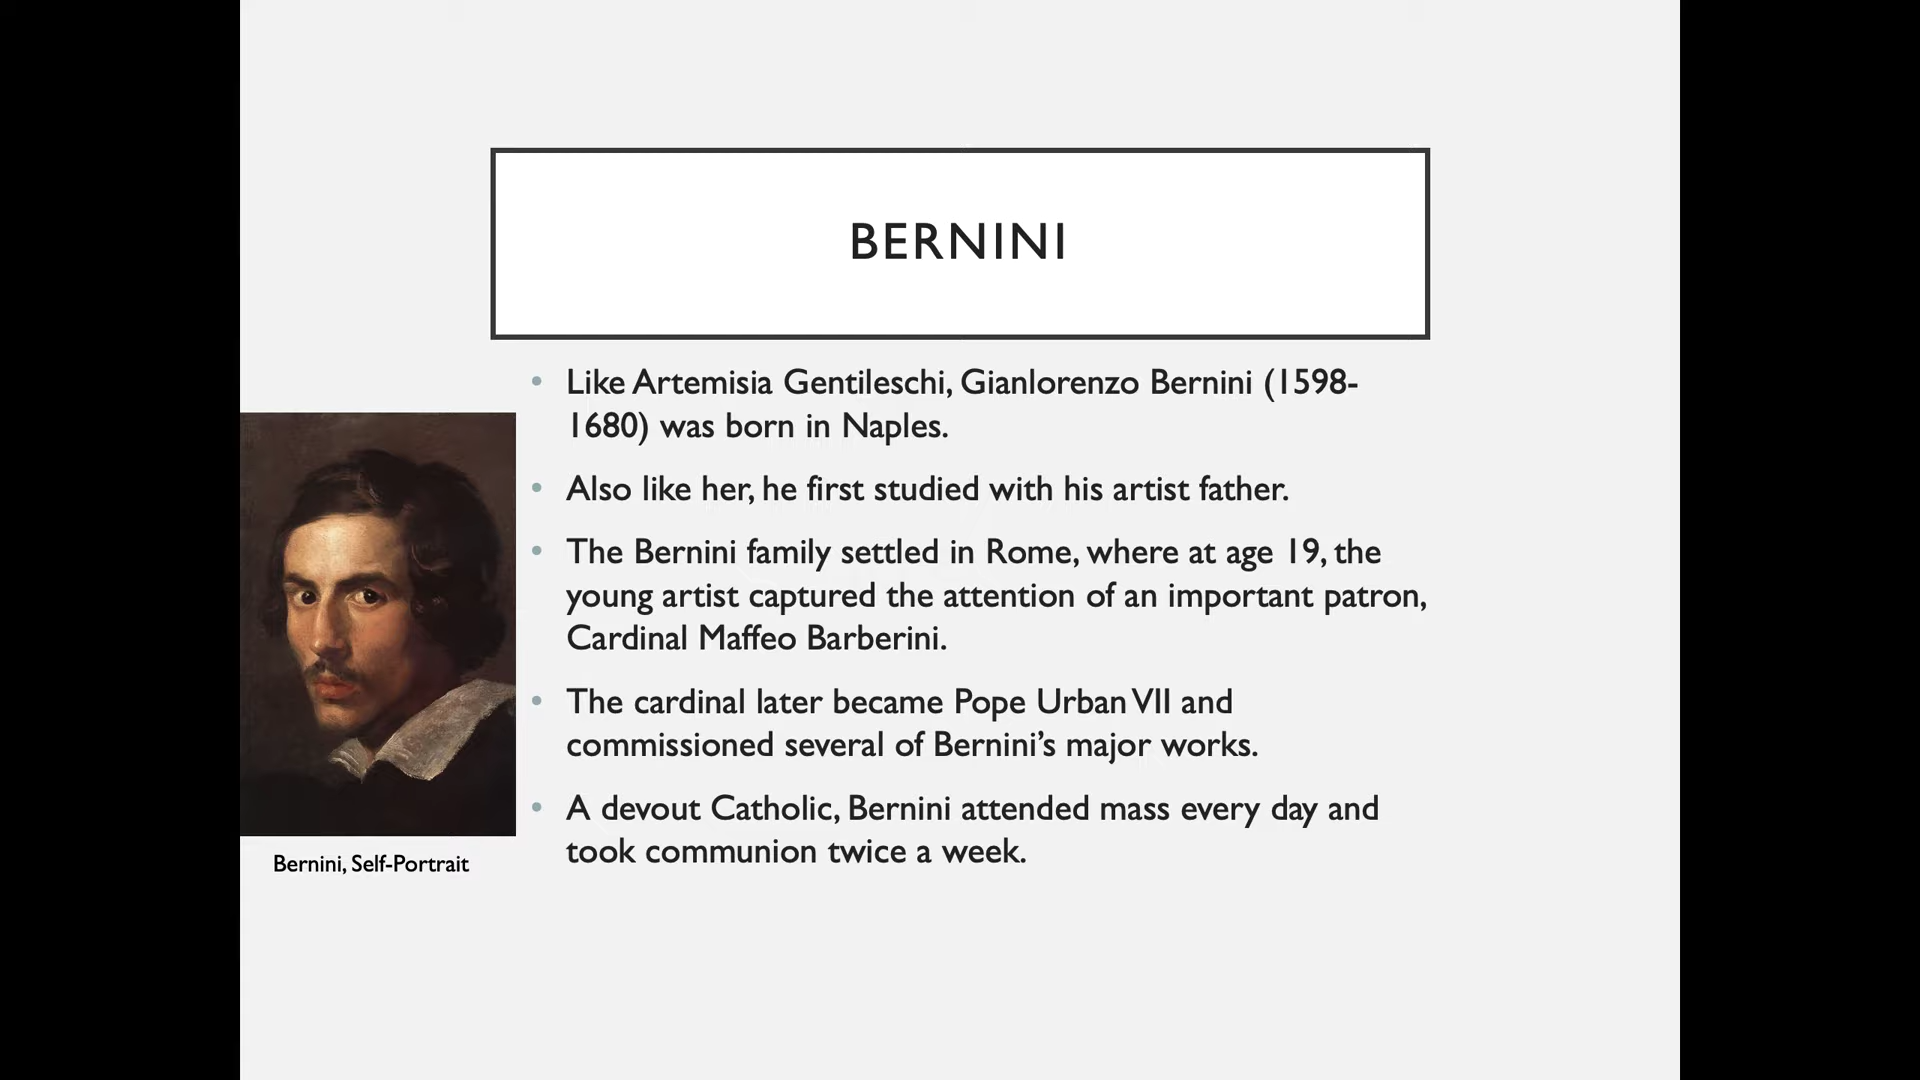 BERNINI
• Like Artemisia Gentileschi, Gianlorenzo Bernini (1598-
1680) was born in Naples.
• Also like her, he first studied with his artist father.
• The Bernini family settled in Rome, where at age 19, the
young artist captured the attention of an important patron,
Cardinal Maffeo Barberini.
• The cardinal later became Pope Urban VII and
commissioned several of Bernini’s major works.
• A devout Catholic, Bernini attended mass every day and
took communion twice a week.
Bernini, Self-Portrait